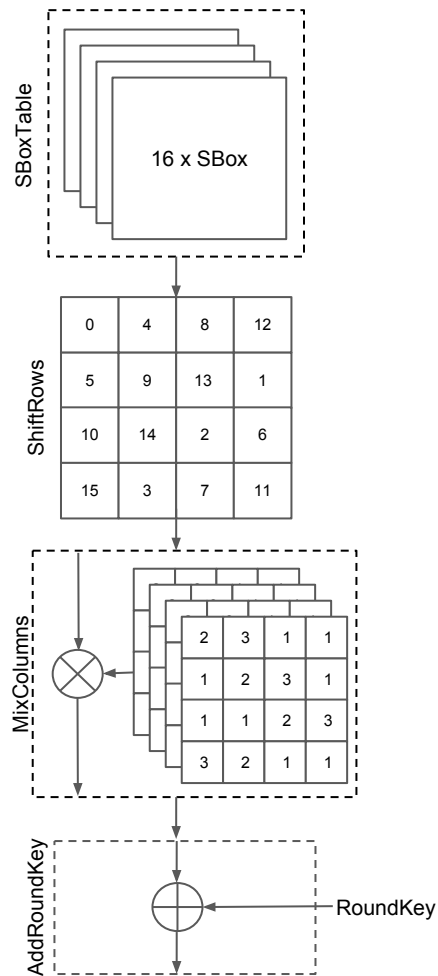 SBoxTable
16 x SBox
ShiftRows
0 4 8 12
5 9 13 1
10 14 2 6
15 3 7 11
MixColumns
2 3 1 1
1 2 3 1
1 1 2 3
3 2 1 1
AddRoundKey
RoundKey